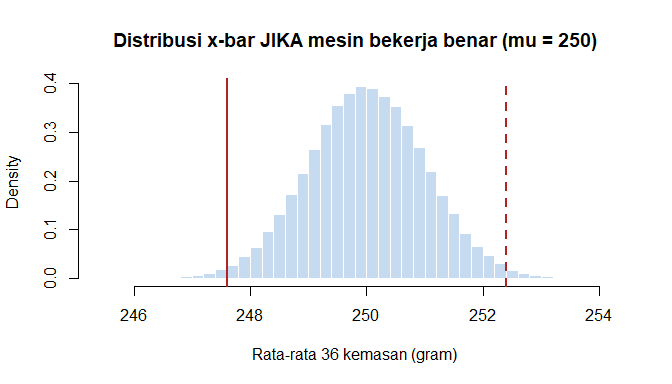 Distribusi x-bar JIKA mesin bekerja benar (mu = 250)
Density
0.4
0.3
0.2
0.1
0.0
246 248 250 252 254
Rata-rata 36 kemasan (gram)